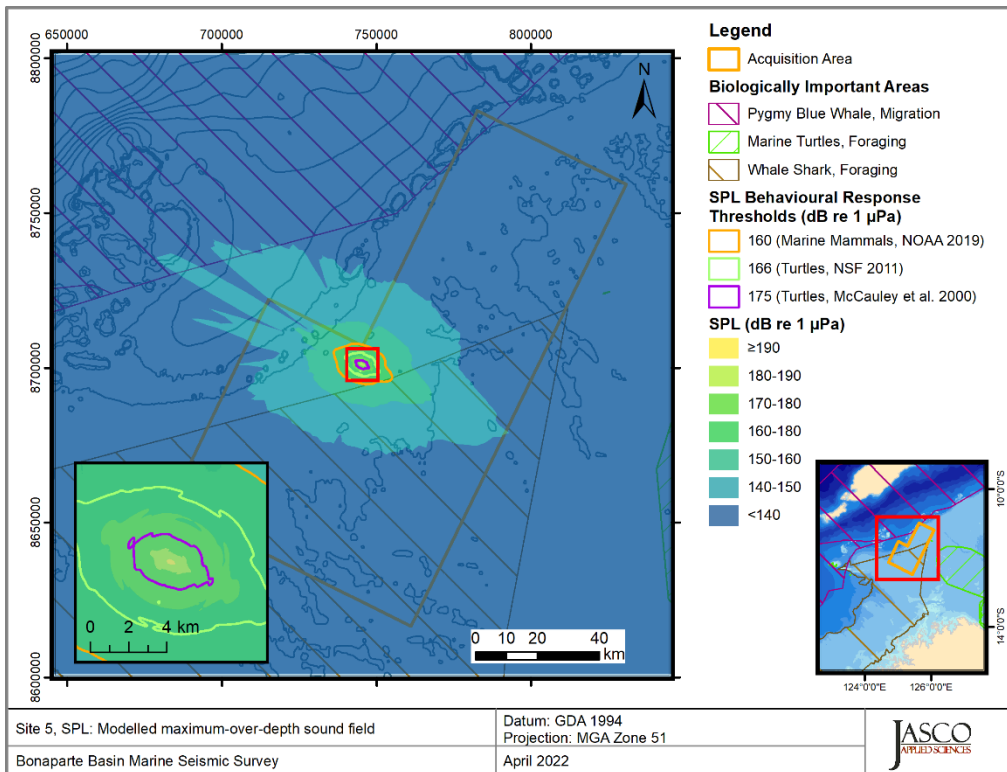 650000
700000
750000
800000
8800000
8750000
8700000
8650000
8600000
N
0 2 4 km
0 10 20 40
km
Legend
Acquisition Area
Biologically Important Areas
Pygmy Blue Whale, Migration
Marine Turtles, Foraging
Whale Shark, Foraging
SPL Behavioural Response
Thresholds (dB re 1 µPa)
160 (Marine Mammals, NOAA 2019)
166 (Turtles, NSF 2011)
175 (Turtles, McCauley et al. 2000)
SPL (dB re 1 µPa)
≥190
180-190
170-180
160-180
150-160
140-150
<140
10°0'0"S
14°0'0"S
124°0'0"E
126°0'0"E
Site 5, SPL: Modelled maximum-over-depth sound field
Datum: GDA 1994
Projection: MGA Zone 51
Bonaparte Basin Marine Seismic Survey
April 2022
JASCO
APPLIED SCIENCES